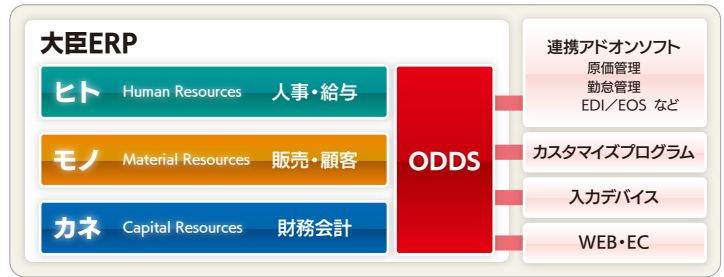 大臣ERP
ヒト Human Resources 人事・給与
モノ Material Resources 販売・顧客
カネ Capital Resources 財務会計
ODDS
連携アドオンソフト
原価管理
勤怠管理
EDI／EOS など
カスタマイズプログラム
入力デバイス
WEB・EC